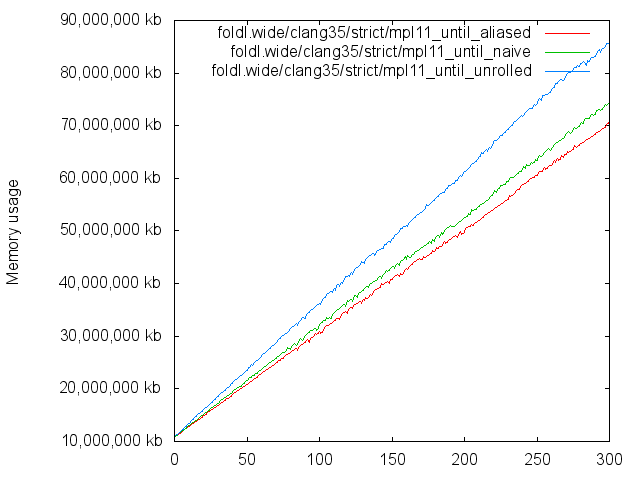 90,000,000 kb
80,000,000 kb
70,000,000 kb
60,000,000 kb
50,000,000 kb
40,000,000 kb
30,000,000 kb
20,000,000 kb
10,000,000 kb
Memory usage
foldl.wide/clang35/strict/mpl11_until_aliased
foldl.wide/clang35/strict/mpl11_until_naive
foldl.wide/clang35/strict/mpl11_until_unrolled
0 50 100 150 200 250 300